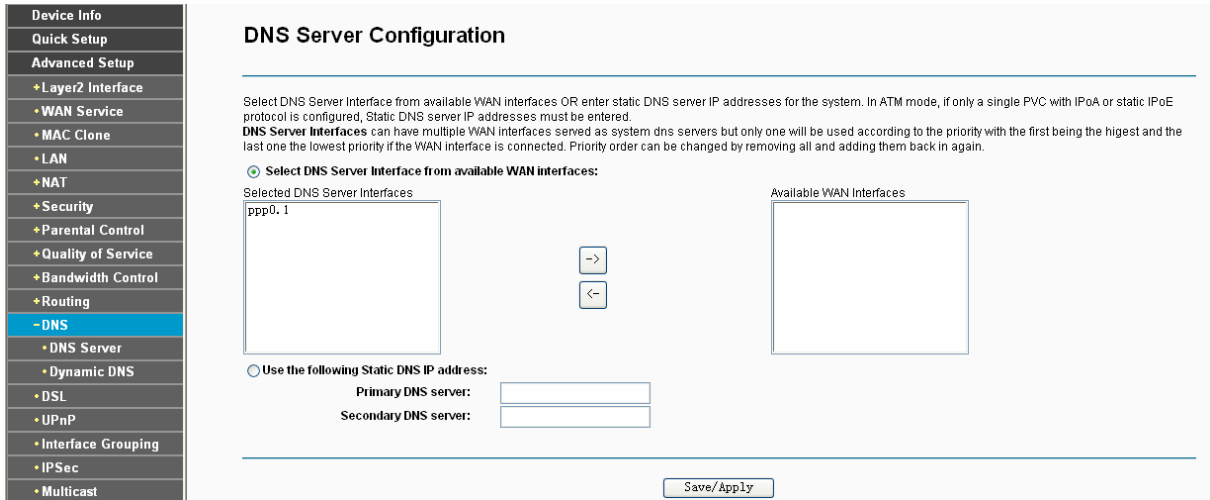 Device Info
Quick Setup
Advanced Setup
+Layer2 Interface
•WAN Service
•MAC Clone
•LAN
+NAT
+Security
+Parental Control
+Quality of Service
+Bandwidth Control
+Routing
−DNS
•DNS Server
•Dynamic DNS
•DSL
•UPnP
•Interface Grouping
•IPSec
•Multicast
DNS Server Configuration
Select DNS Server Interface from available WAN interfaces OR enter static DNS server IP addresses for the system. In ATM mode, if only a single PVC with IPoA or static IPoE
protocol is configured, Static DNS server IP addresses must be entered.
DNS Server Interfaces can have multiple WAN interfaces served as system dns servers but only one will be used according to the priority with the first being the higest and the
last one the lowest priority if the WAN interface is connected. Priority order can be changed by removing all and adding them back in again.
Select DNS Server Interface from available WAN interfaces:
Selected DNS Server Interfaces
Available WAN Interfaces
ppp0.1
->
<-
Use the following Static DNS IP address:
Primary DNS server:
Secondary DNS server:
Save/Apply